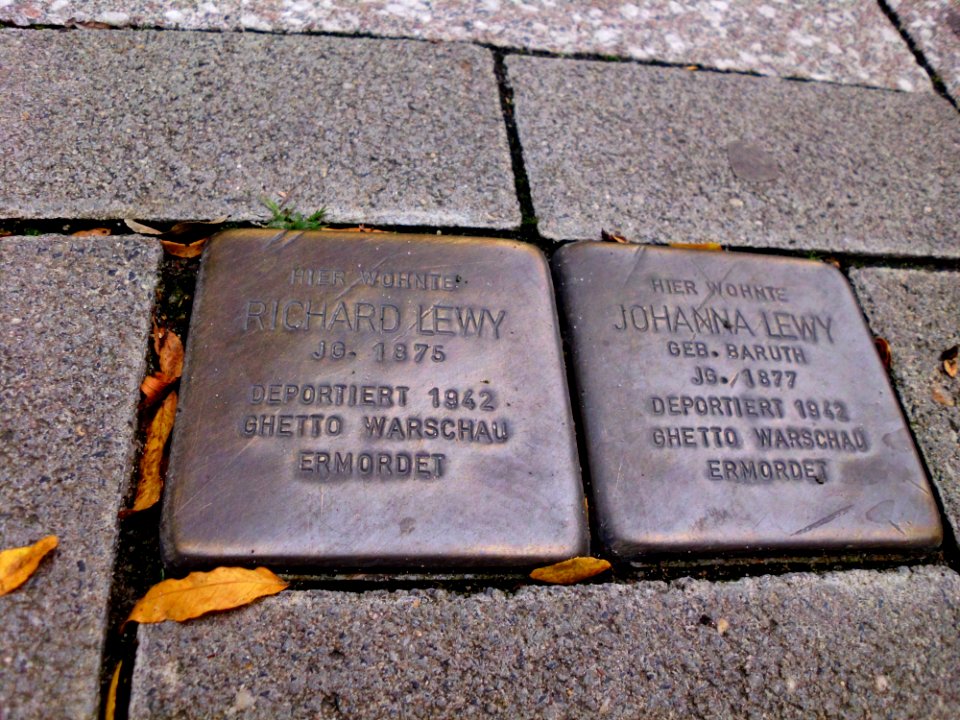 HIER WOHNTE
RICHARD LEWY
JG. 1875
DEPORTIERT 1942
GHETTO WARSCHAU
ERMORDET
HIER WOHNTE
JOHANNA LEWY
GEB. BARUTH
JG. 1877
DEPORTIERT 1942
GHETTO WARSCHAU
ERMORDET